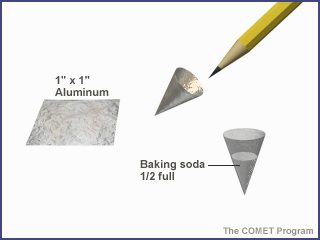 1" x 1"
Aluminum
Baking soda
1/2 full
The COMET Program